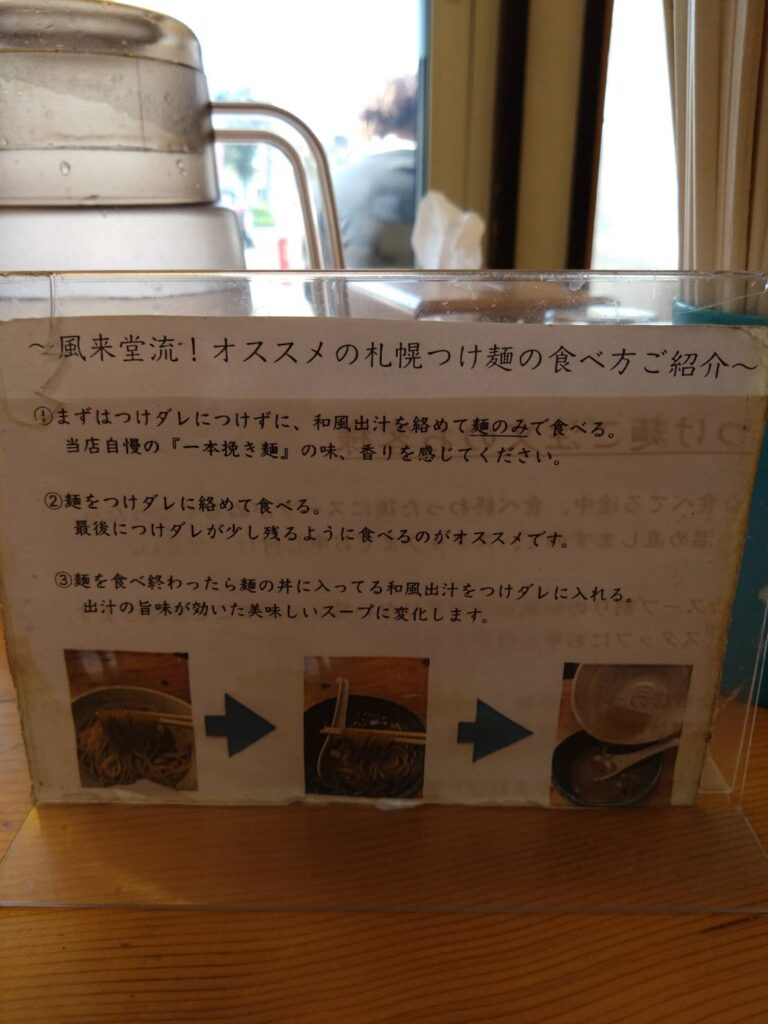 ～風来堂流！オススメの札幌つけ麺の食べ方ご紹介～
①まずはつけダレにつけずに、和風出汁を絡めて麺のみで食べる。
当店自慢の『一本挽き麺』の味、香りを感じてください。
②麺をつけダレに絡めて食べる。
最後につけダレが少し残るように食べるのがオススメです。
③麺を食べ終わったら麺の丼に入ってる和風出汁をつけダレに入れる。
出汁の旨味が効いた美味しいスープに変化します。